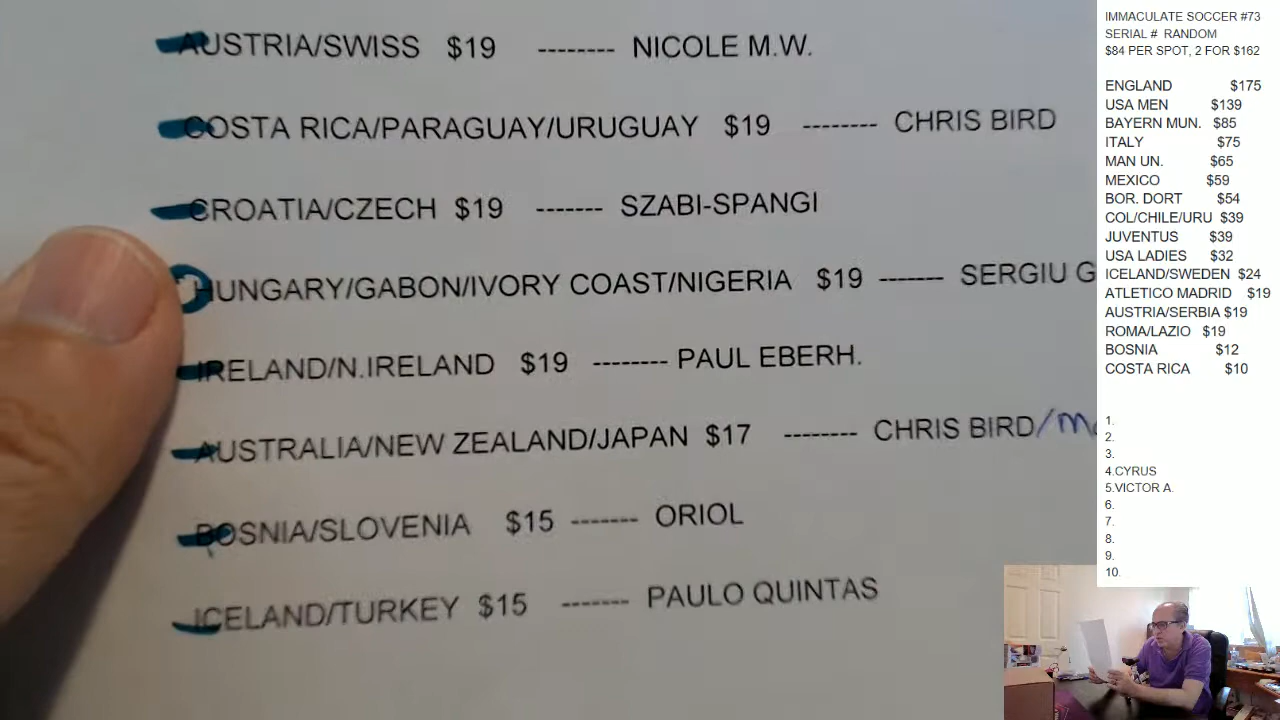 AUSTRIA/SWISS $19 -------- NICOLE M.W.
COSTA RICA/PARAGUAY/URUGUAY $19 -------- CHRIS BIRD
CROATIA/CZECH $19 ------- SZABI-SPANGI
HUNGARY/GABON/IVORY COAST/NIGERIA $19 ------- SERGIU G
IRELAND/N.IRELAND $19 -------- PAUL EBERH.
AUSTRALIA/NEW ZEALAND/JAPAN $17 -------- CHRIS BIRD/
BOSNIA/SLOVENIA $15 ------- ORIOL
ICELAND/TURKEY $15 ------- PAULO QUINTAS
IMMACULATE SOCCER #73
SERIAL # RANDOM
$84 PER SPOT, 2 FOR $162
ENGLAND $175
USA MEN $139
BAYERN MUN. $85
ITALY $75
MAN UN. $65
MEXICO $59
BOR. DORT $54
COL/CHILE/URU $39
JUVENTUS $39
USA LADIES $32
ICELAND/SWEDEN $24
ATLETICO MADRID $19
AUSTRIA/SERBIA $19
ROMA/LAZIO $19
BOSNIA $12
COSTA RICA $10
1.
2.
3.
4.CYRUS
5.VICTOR A.
6.
7.
8.
9.
10.